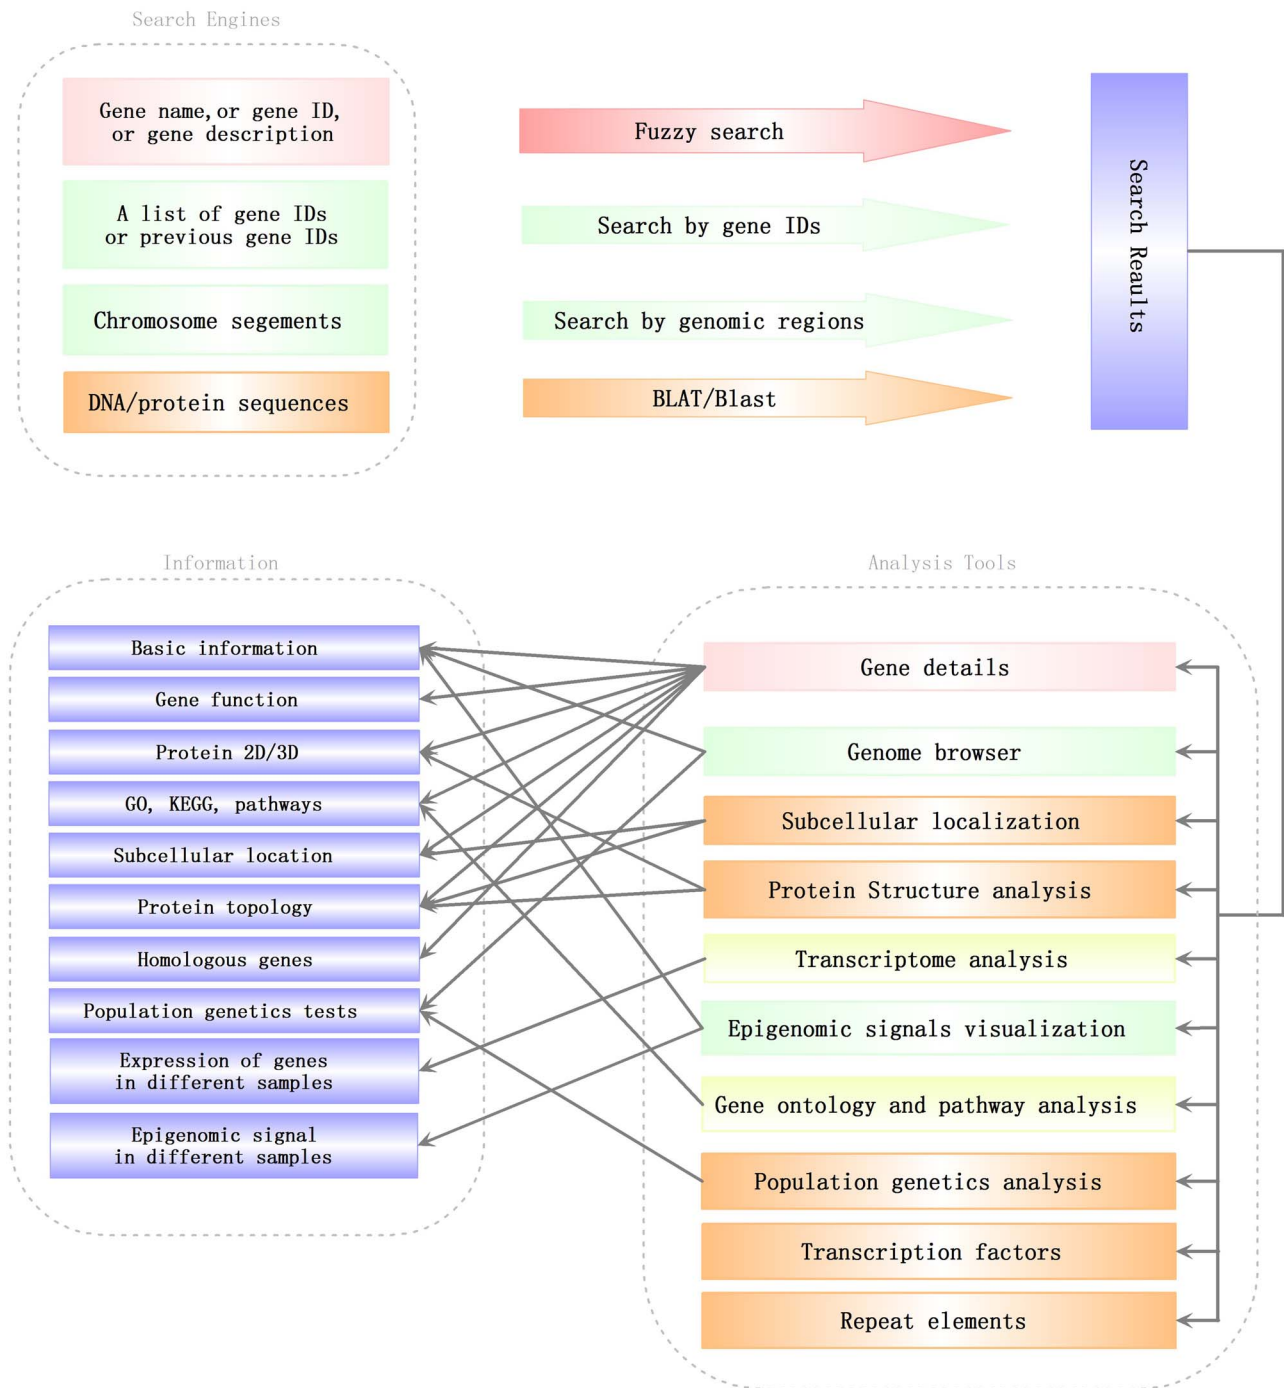 Search Engines
Gene name, or gene ID,
or gene description
A list of gene IDs
or previous gene IDs
Chromosome segements
DNA/protein sequences
Fuzzy search
Search by gene IDs
Search by genomic regions
BLAT/Blast
Search Reaults
Information
Basic information
Gene function
Protein 2D/3D
GO, KEGG, pathways
Subcellular location
Protein topology
Homologous genes
Population genetics tests
Expression of genes
in different samples
Epigenomic signal
in different samples
Analysis Tools
Gene details
Genome browser
Subcellular localization
Protein Structure analysis
Transcriptome analysis
Epigenomic signals visualization
Gene ontology and pathway analysis
Population genetics analysis
Transcription factors
Repeat elements